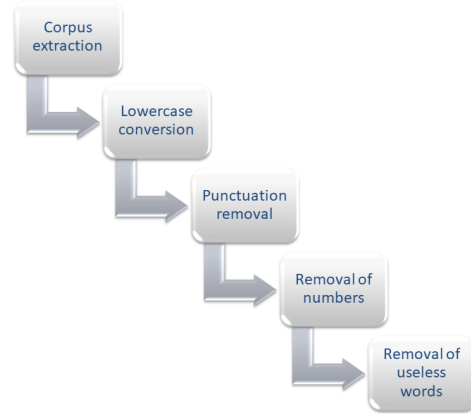 Corpus
extraction
Lowercase
conversion
Punctuation
removal
Removal of
numbers
Removal of
useless
words